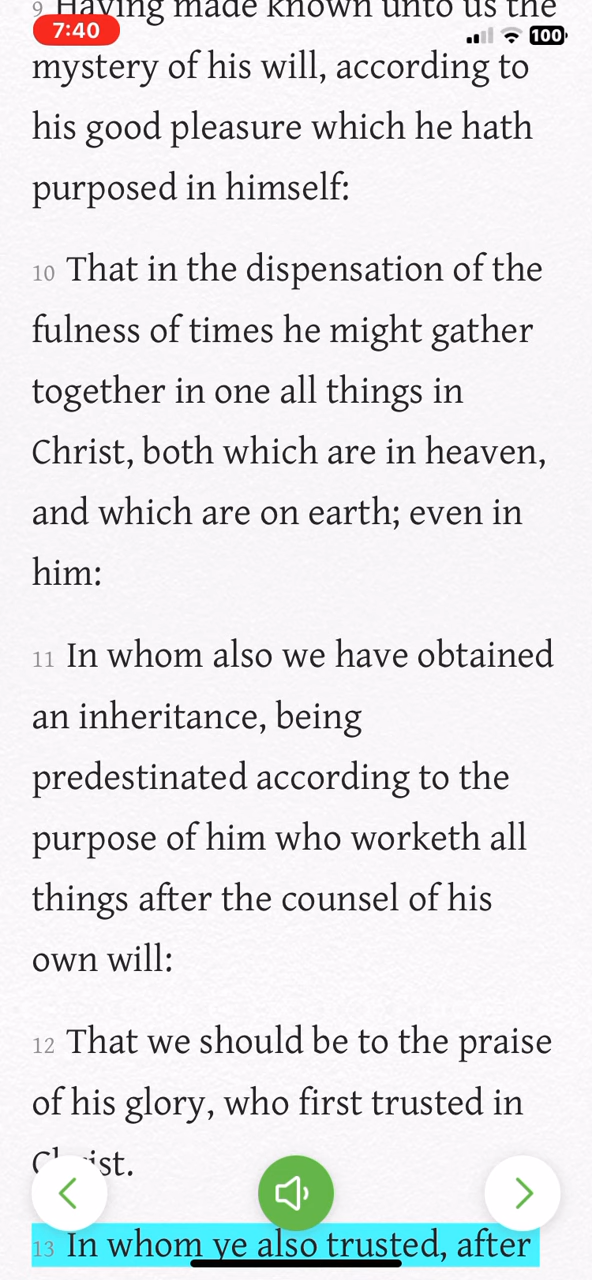 9 Having made known unto us the
7:40
100
mystery of his will, according to
his good pleasure which he hath
purposed in himself:
10 That in the dispensation of the
fulness of times he might gather
together in one all things in
Christ, both which are in heaven,
and which are on earth; even in
him:
11 In whom also we have obtained
an inheritance, being
predestinated according to the
purpose of him who worketh all
things after the counsel of his
own will:
12 That we should be to the praise
of his glory, who first trusted in
Christ.
13 In whom ye also trusted, after